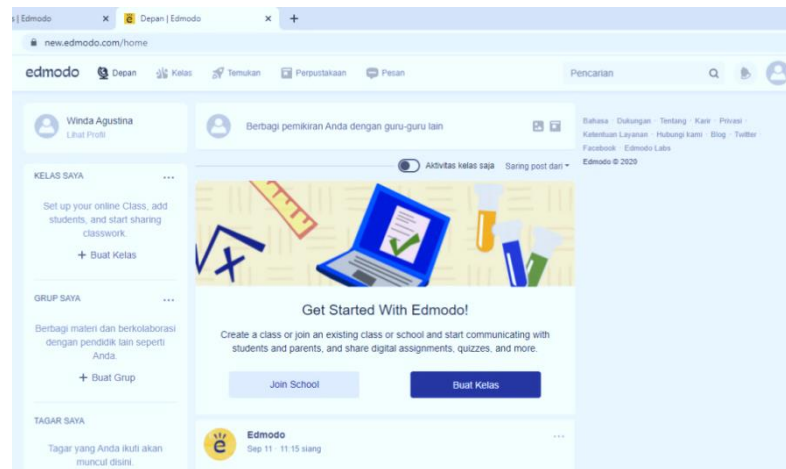 s | Edmodo
Depan | Edmodo
new.edmodo.com/home
edmodo Depan Kelas Temukan Perpustakaan Pesan Pencarian
Winda Agustina
Lihat Profil
KELAS SAYA
Set up your online Class, add
students, and start sharing
classwork.
+ Buat Kelas
GRUP SAYA
Berbagi materi dan berkolaborasi
dengan pendidik lain seperti
Anda.
+ Buat Grup
TAGAR SAYA
Tagar yang Anda ikuti akan
muncul disini.
Berbagi pemikiran Anda dengan guru-guru lain
Aktivitas kelas saja Saring post dari
Get Started With Edmodo!
Create a class or join an existing class or school and start communicating with
students and parents, and share digital assignments, quizzes, and more.
Join School Buat Kelas
Edmodo
Sep 11 · 11:15 siang
Bahasa · Dukungan · Tentang · Karir · Privasi ·
Ketentuan Layanan · Hubungi kami · Blog · Twitter ·
Facebook · Edmodo Labs
Edmodo © 2020